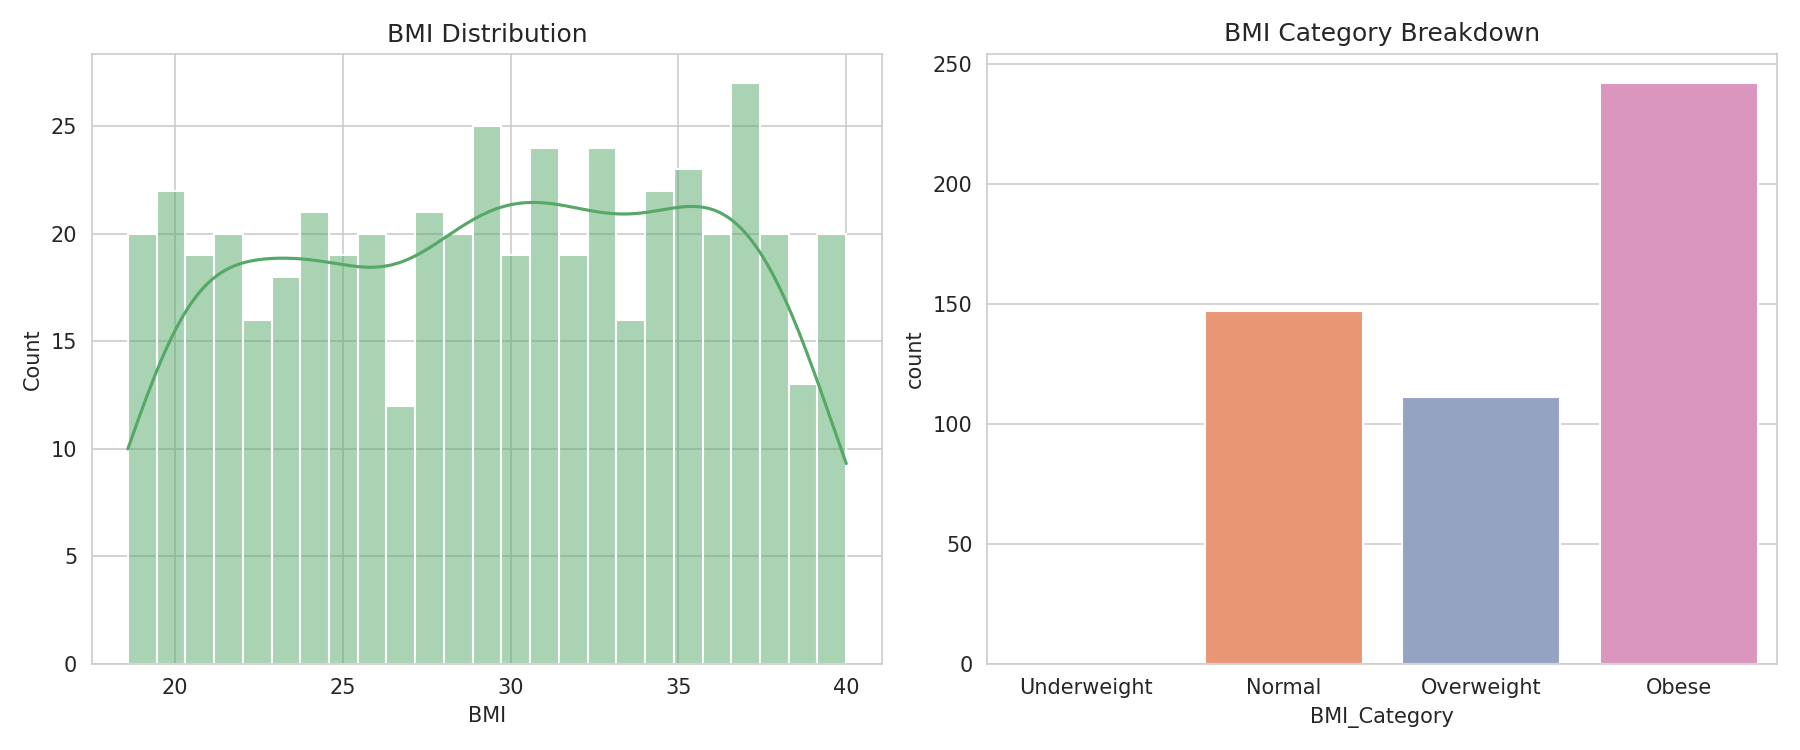 BMI Distribution
Count
25
20
15
10
5
0
20 25 30 35 40
BMI
BMI Category Breakdown
count
250
200
150
100
50
0
Underweight Normal Overweight Obese
BMI_Category